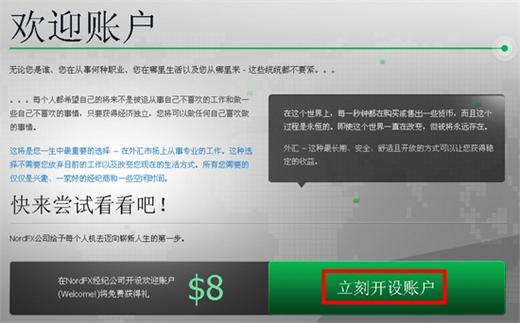 欢迎账户
无论您是谁、您在从事何种职业、您在哪里生活以及您从哪里来 - 这些统统都不要紧。。。
。。。每个人都希望自己的将来不是被迫从事自己不喜欢的工作和做一
些自己不喜欢的事情，只要获得经济独立，您将可以做任何自己喜欢做
的事情。
这将是您一生中最重要的选择 – 在外汇市场上从事专业的工作。这种选
择不需要您放弃目前的工作以及改变您现在的生活方式。所有您需要的
仅仅是兴趣、一家好的经纪商和一些空闲时间。
在这个世界上，每一秒钟都在购买或售出一些货币，而且这个
过程是永恒的。即使这个世界一直在改变，但被将永远存在。
外汇 – 这种最长期、安全、舒适且开放的方式可以让您获得稳
定的收益。
快来尝试看看吧！
NordFX公司给予每个人机去迈向崭新人生的第一步。
在NordFX经纪公司开设欢迎账户
(Welcome!)将免费获得礼
$8
立刻开设账户